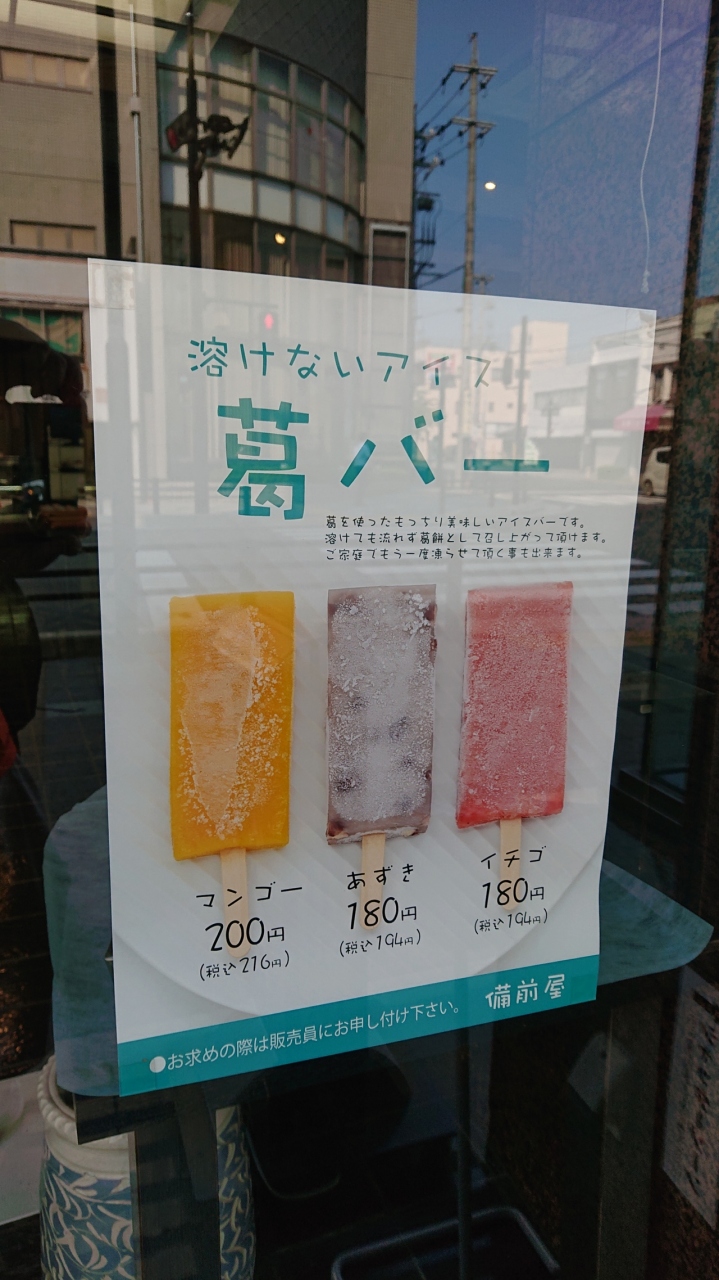 溶けないアイス
葛バー
葛を使ったもっちり美味しいアイスバーです。
溶けても流れず葛餅として召し上がって頂けます。
ご家庭でもう一度凍らせて頂く事も出来ます。
マンゴー
200円
(税込216円)
あずき
180円
(税込194円)
イチゴ
180円
(税込194円)
●お求めの際は販売員にお申し付け下さい。 備前屋